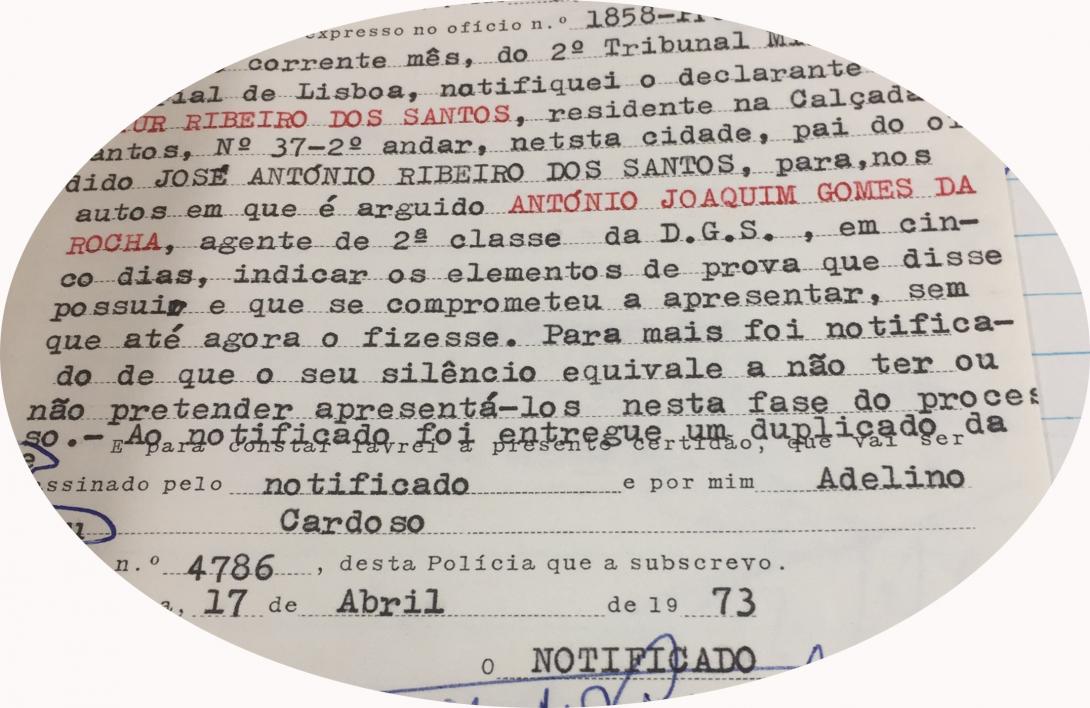 expresso no ofício n.º 1858-
corrente mês, do 2º Tribunal
de Lisboa, notifiquei o declarante
RIBEIRO DOS SANTOS, residente na Calçada
Nº 37-2º andar, netsta cidade, pai do
dido JOSÉ ANTÓNIO RIBEIRO DOS SANTOS, para,nos
autos em que é arguido ANTÓNIO JOAQUIM GOMES DA
ROCHA, agente de 2ª classe da D.G.S. , em cin-
co dias, indicar os elementos de prova que disse
possuir e que se comprometeu a apresentar, sem
que até agora o fizesse. Para mais foi notifica-
do de que o seu silêncio equivale a não ter ou
não pretender apresentá-los nesta fase do proces
so.- Ao notificado foi entregue um duplicado da
E para constar lavrei a presente certidão, que vai ser
ssinado pelo notificado e por mim Adelino
Cardoso
n.º 4786 , desta Polícia que a subscrevo.
17 de Abril de 19 73
O NOTIFICADO